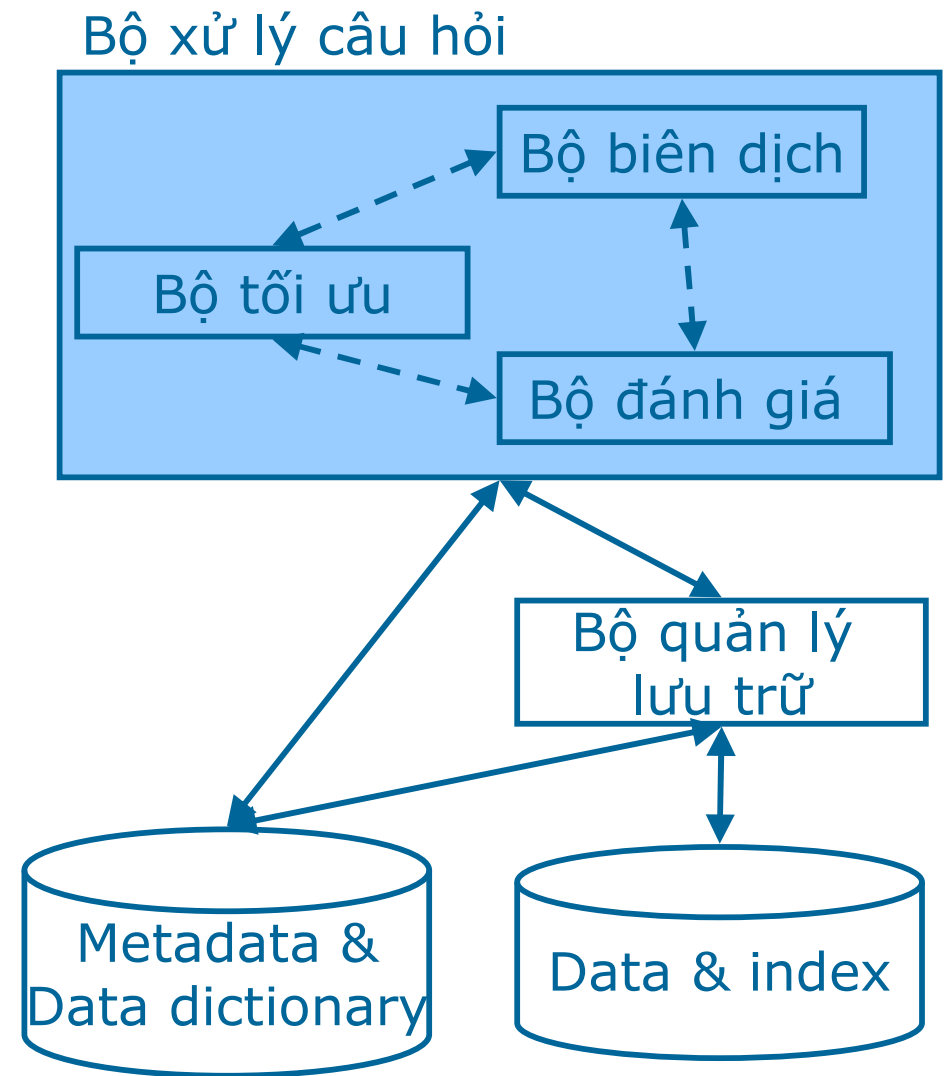 Bộ xử lý câu hỏi
Bộ biên dịch
Bộ tối ưu
Bộ đánh giá
Bộ quản lý
lưu trữ
Metadata &
Data dictionary
Data & index